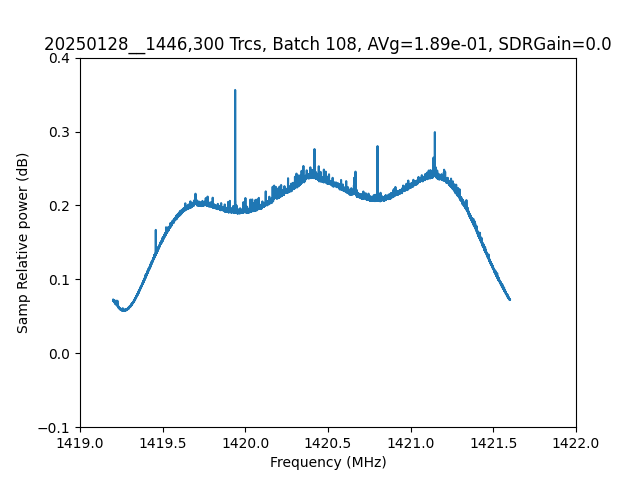 20250128__1446,300 Trcs, Batch 108, AVg=1.89e-01, SDRGain=0.0
0.4
0.3
0.2
0.1
0.0
−0.1
Samp Relative power (dB)
1419.0 1419.5 1420.0 1420.5 1421.0 1421.5 1422.0
Frequency (MHz)